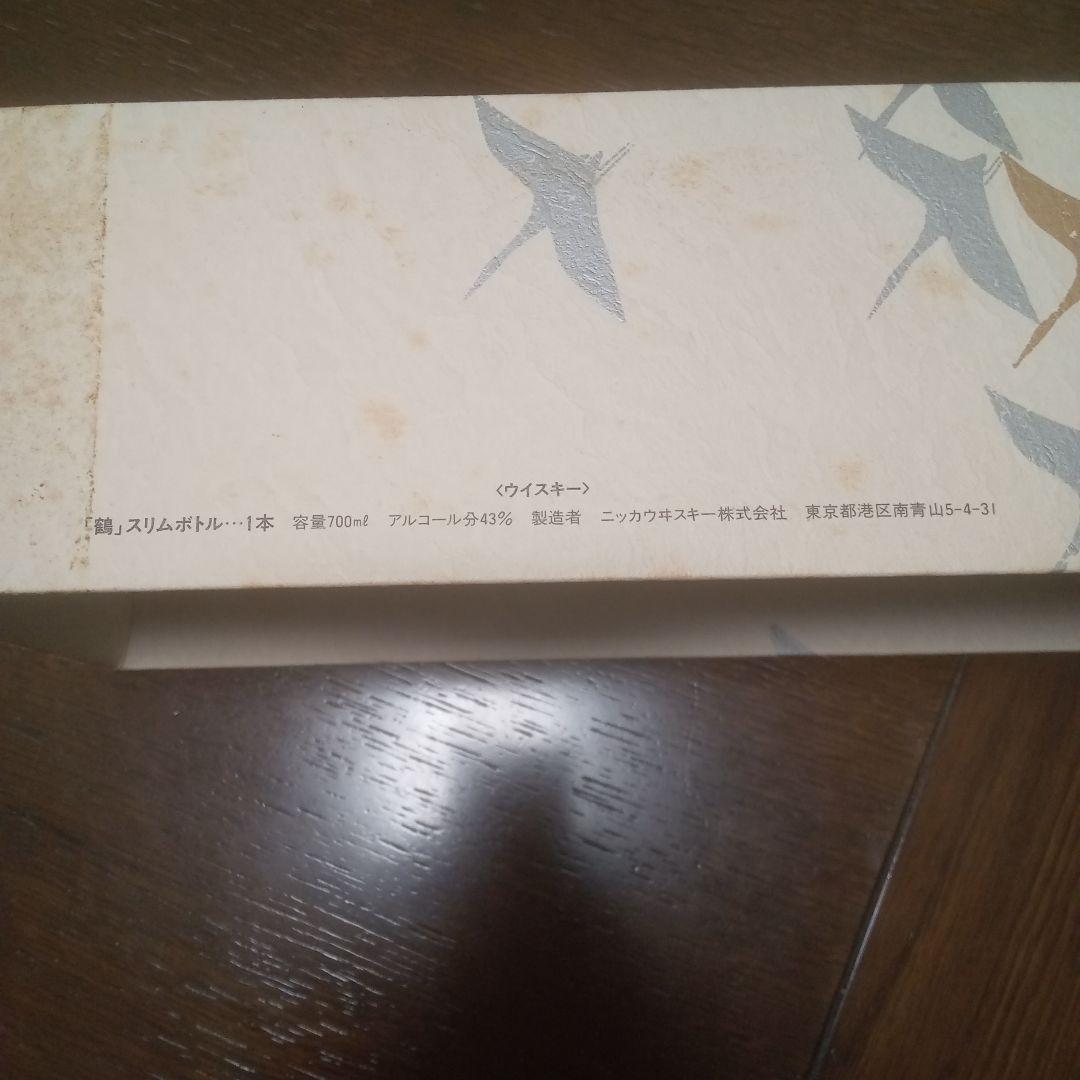 〈ウイスキー〉
「鶴」スリムボトル…1本 容量700㎖ アルコール分43% 製造者 ニッカウヰスキー株式会社 東京都港区南青山5-4-31